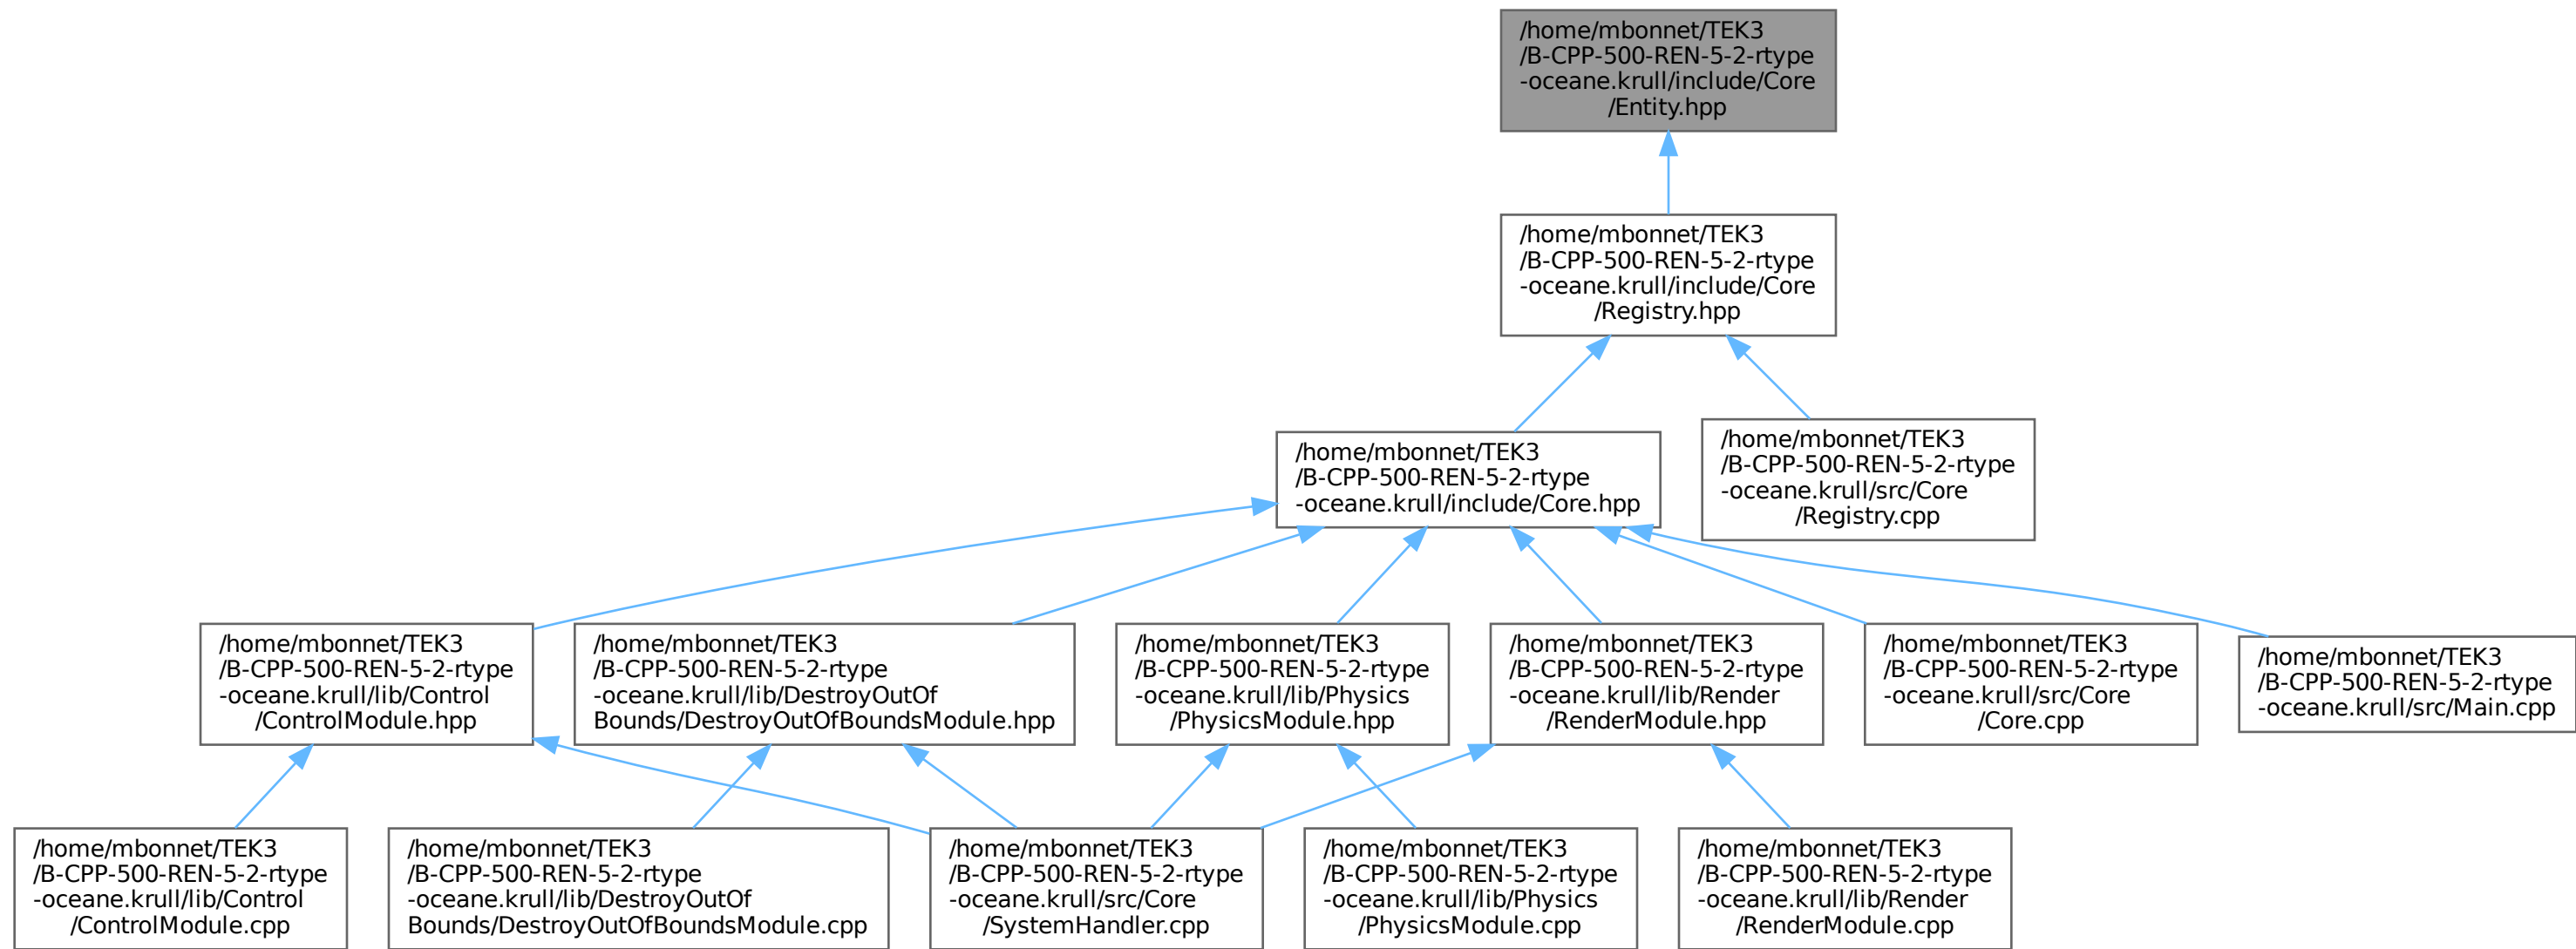 /home/mbonnet/TEK3
/B-CPP-500-REN-5-2-rtype
-oceane.krull/include/Core
/Entity.hpp
/home/mbonnet/TEK3
/B-CPP-500-REN-5-2-rtype
-oceane.krull/include/Core
/Registry.hpp
/home/mbonnet/TEK3
/B-CPP-500-REN-5-2-rtype
-oceane.krull/include/Core.hpp
/home/mbonnet/TEK3
/B-CPP-500-REN-5-2-rtype
-oceane.krull/src/Core
/Registry.cpp
/home/mbonnet/TEK3
/B-CPP-500-REN-5-2-rtype
-oceane.krull/lib/Control
/ControlModule.hpp
/home/mbonnet/TEK3
/B-CPP-500-REN-5-2-rtype
-oceane.krull/lib/DestroyOutOf
Bounds/DestroyOutOfBoundsModule.hpp
/home/mbonnet/TEK3
/B-CPP-500-REN-5-2-rtype
-oceane.krull/lib/Physics
/PhysicsModule.hpp
/home/mbonnet/TEK3
/B-CPP-500-REN-5-2-rtype
-oceane.krull/lib/Render
/RenderModule.hpp
/home/mbonnet/TEK3
/B-CPP-500-REN-5-2-rtype
-oceane.krull/src/Core
/Core.cpp
/home/mbonnet/TEK3
/B-CPP-500-REN-5-2-rtype
-oceane.krull/src/Main.cpp
/home/mbonnet/TEK3
/B-CPP-500-REN-5-2-rtype
-oceane.krull/lib/Control
/ControlModule.cpp
/home/mbonnet/TEK3
/B-CPP-500-REN-5-2-rtype
-oceane.krull/lib/DestroyOutOf
Bounds/DestroyOutOfBoundsModule.cpp
/home/mbonnet/TEK3
/B-CPP-500-REN-5-2-rtype
-oceane.krull/src/Core
/SystemHandler.cpp
/home/mbonnet/TEK3
/B-CPP-500-REN-5-2-rtype
-oceane.krull/lib/Physics
/PhysicsModule.cpp
/home/mbonnet/TEK3
/B-CPP-500-REN-5-2-rtype
-oceane.krull/lib/Render
/RenderModule.cpp